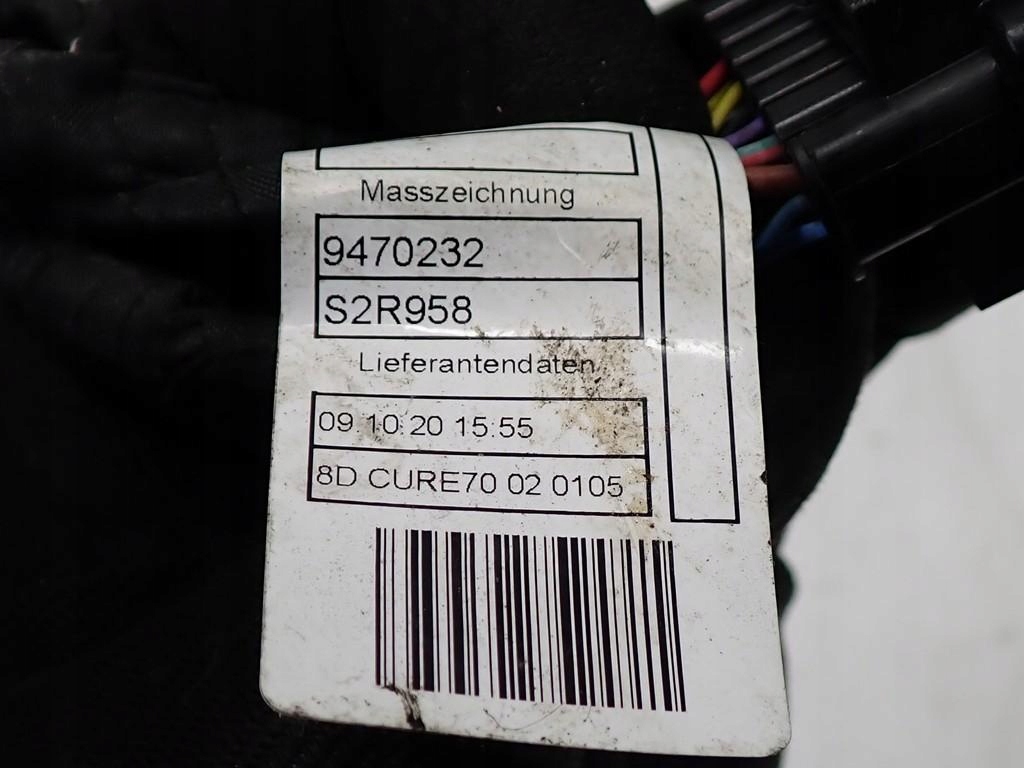 Masszeichnung
9470232
S2R958
Lieferantendaten
09.10.20 15:55
8D CURE70 02 0105